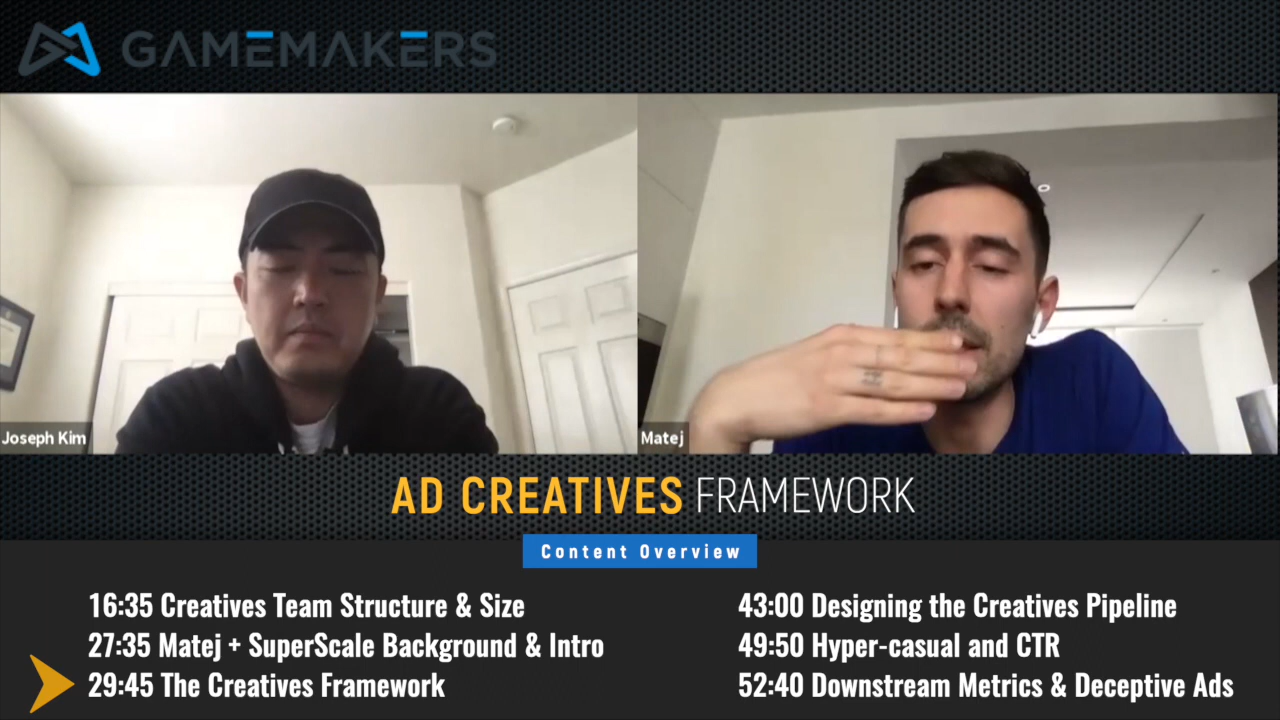 GAMEMAKERS
Joseph Kim
Matej
AD CREATIVES FRAMEWORK
Content Overview
16:35 Creatives Team Structure & Size
27:35 Matej + SuperScale Background & Intro
29:45 The Creatives Framework
43:00 Designing the Creatives Pipeline
49:50 Hyper-casual and CTR
52:40 Downstream Metrics & Deceptive Ads